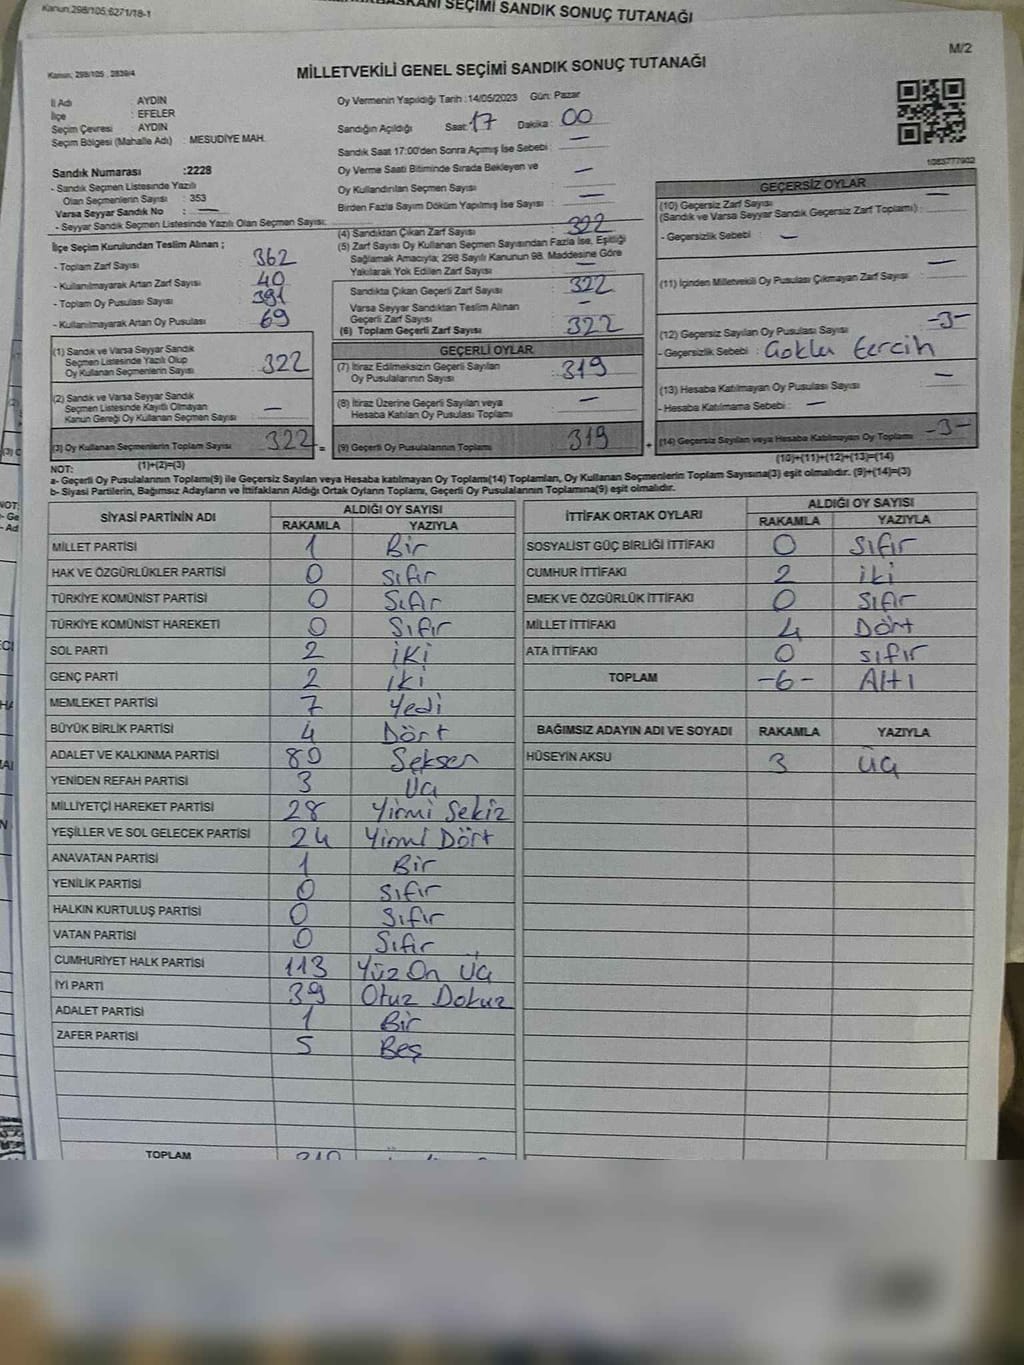 Kanun;298/105;6271/18-1
SEÇİMİ SANDIK SONUÇ TUTANAĞI
M/2
Kanun; 298/105 , 2839/4
MİLLETVEKİLİ GENEL SEÇİMİ SANDIK SONUÇ TUTANAĞI
İl Adı : AYDIN
İlçe : EFELER
Seçim Çevresi : AYDIN
Seçim Bölgesi (Mahalle Adı) : MESUDİYE MAH.
Oy Vermenin Yapıldığı Tarih :14/05/2023 Gün: Pazar
Sandığın Açıldığı Saat: 17 Dakika: 00
Sandık Saat 17:00'den Sonra Açımış İse Sebebi : —
Oy Verme Saati Bitiminde Sırada Bekleyen ve
Oy Kullandırılan Seçmen Sayısı : —
Birden Fazla Sayım Döküm Yapılmış İse Sayısı : —
1083777902
Sandık Numarası :2228
- Sandık Seçmen Listesinde Yazılı
Olan Seçmenlerin Sayısı : 353
Varsa Seyyar Sandık No : —
- Seyyar Sandık Seçmen Listesinde Yazılı Olan Seçmen Sayısı:
İlçe Seçim Kurulundan Teslim Alınan ;
- Toplam Zarf Sayısı : 362
- Kullanılmayarak Artan Zarf Sayısı : 40
- Toplam Oy Pusulası Sayısı : 391
- Kullanılmayarak Artan Oy Pusulası : 69
(1) Sandık ve Varsa Seyyar Sandık
Seçmen Listesinde Yazılı Olup
Oy Kullanan Seçmenlerin Sayısı : 322
(2) Sandık ve Varsa Seyyar Sandık
Seçmen Listesinde Kayıtlı Olmayan
Kanun Gereği Oy Kullanan Seçmen Sayısı : —
(3) Oy Kullanan Seçmenlerin Toplam Sayısı 322 =
(1)+(2)=(3)
(4) Sandıktan Çıkan Zarf Sayısı : 322
(5) Zarf Sayısı Oy Kullanan Seçmen Sayısından Fazla İse, Eşitliği
Sağlamak Amacıyla; 298 Sayılı Kanunun 98. Maddesine Göre
Yakılarak Yok Edilen Zarf Sayısı : —
Sandıkta Çıkan Geçerli Zarf Sayısı : 322
Varsa Seyyar Sandıktan Teslim Alınan
Geçerli Zarf Sayısı : —
(6) Toplam Geçerli Zarf Sayısı : 322
GEÇERLİ OYLAR
(7) İtiraz Edilmeksizin Geçerli Sayılan
Oy Pusulalarının Sayısı : 319
(8) İtiraz Üzerine Geçerli Sayılan veya
Hesaba Katılan Oy Pusulası Toplamı : —
(9) Geçerli Oy Pusulalarının Toplamı 319 +
GEÇERSİZ OYLAR
(10) Geçersiz Zarf Sayısı —
(Sandık ve Varsa Seyyar Sandık Geçersiz Zarf Toplamı) :
- Geçersizlik Sebebi : —
(11) İçinden Milletvekili Oy Pusulası Çıkmayan Zarf Sayısı —
(12) Geçersiz Sayılan Oy Pusulası Sayısı : -3-
- Geçersizlik Sebebi : Çoklu tercih
(13) Hesaba Katılmayan Oy Pusulası Sayısı : —
- Hesaba Katılmama Sebebi : —
(14) Geçersiz Sayılan veya Hesaba Katılmayan Oy Toplamı -3-
(10)+(11)+(12)+(13)=(14)
NOT:
a- Geçerli Oy Pusulalarının Toplamı(9) ile Geçersiz Sayılan veya Hesaba katılmayan Oy Toplamı(14) Toplamları, Oy Kullanan Seçmenlerin Toplam Sayısına(3) eşit olmalıdır. (9)+(14)=(3)
b- Siyasi Partilerin, Bağımsız Adayların ve İttifakların Aldığı Ortak Oyların Toplamı, Geçerli Oy Pusulalarının Toplamına(9) eşit olmalıdır.
SİYASİ PARTİNİN ADI ALDIĞI OY SAYISI
RAKAMLA YAZIYLA
MİLLET PARTİSİ 1 Bir
HAK VE ÖZGÜRLÜKLER PARTİSİ 0 Sıfır
TÜRKİYE KOMÜNİST PARTİSİ 0 Sıfır
TÜRKİYE KOMÜNİST HAREKETİ 0 Sıfır
SOL PARTİ 2 İki
GENÇ PARTİ 2 iki
MEMLEKET PARTİSİ 7 Yedi
BÜYÜK BİRLİK PARTİSİ 4 Dört
ADALET VE KALKINMA PARTİSİ 80 Seksen
YENİDEN REFAH PARTİSİ 3 Üç
MİLLİYETÇİ HAREKET PARTİSİ 28 Yirmi Sekiz
YEŞİLLER VE SOL GELECEK PARTİSİ 24 Yirmi Dört
ANAVATAN PARTİSİ 1 Bir
YENİLİK PARTİSİ 0 Sıfır
HALKIN KURTULUŞ PARTİSİ 0 Sıfır
VATAN PARTİSİ 0 Sıfır
CUMHURİYET HALK PARTİSİ 113 Yüz On Üç
İYİ PARTİ 39 Otuz Dokuz
ADALET PARTİSİ 1 Bir
ZAFER PARTİSİ 5 Beş
TOPLAM
İTTİFAK ORTAK OYLARI ALDIĞI OY SAYISI
RAKAMLA YAZIYLA
SOSYALİST GÜÇ BİRLİĞİ İTTİFAKI 0 Sıfır
CUMHUR İTTİFAKI 2 iki
EMEK VE ÖZGÜRLÜK İTTİFAKI 0 Sıfır
MİLLET İTTİFAKI 4 Dört
ATA İTTİFAKI 0 sıfır
TOPLAM -6- Altı
BAĞIMSIZ ADAYIN ADI VE SOYADI RAKAMLA YAZIYLA
HÜSEYİN AKSU 3 üç